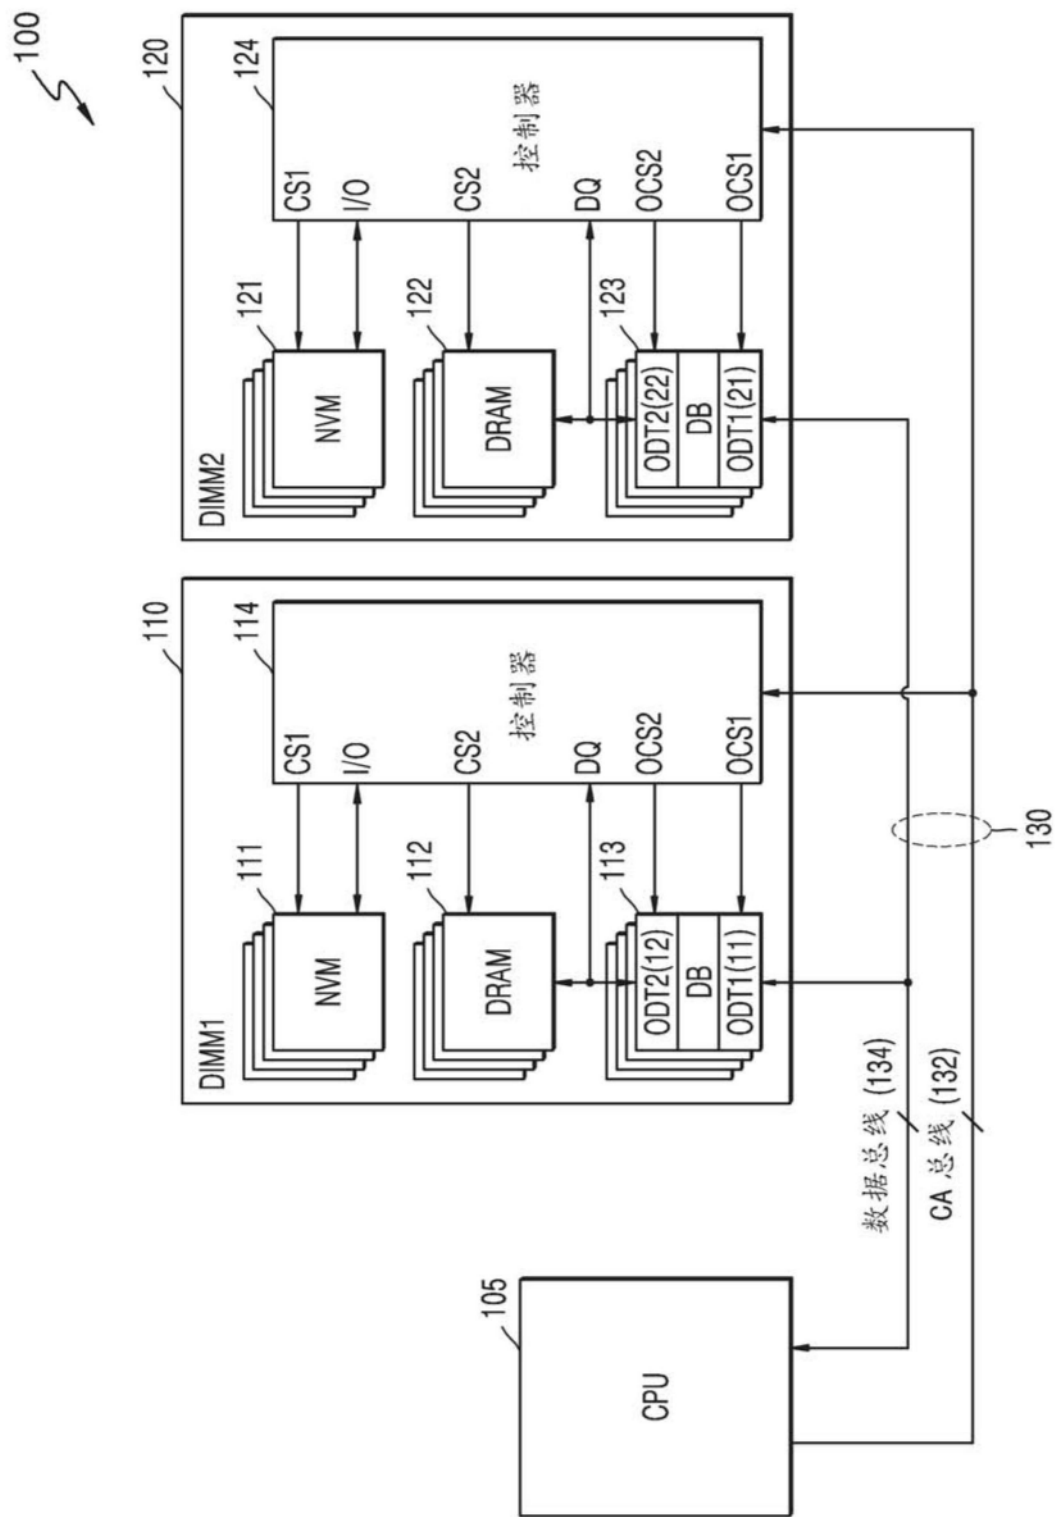 100
110
120
DIMM1
DIMM2
111
114
121
124
NVM
CS1
NVM
CS1
I/O
I/O
112
122
DRAM
CS2
DRAM
CS2
控制器
控制器
113
DQ
123
DQ
ODT2(12)
OCS2
ODT2(22)
OCS2
DB
DB
ODT1(11)
OCS1
ODT1(21)
OCS1
105
CPU
数据总线 (134)
CA 总线 (132)
130